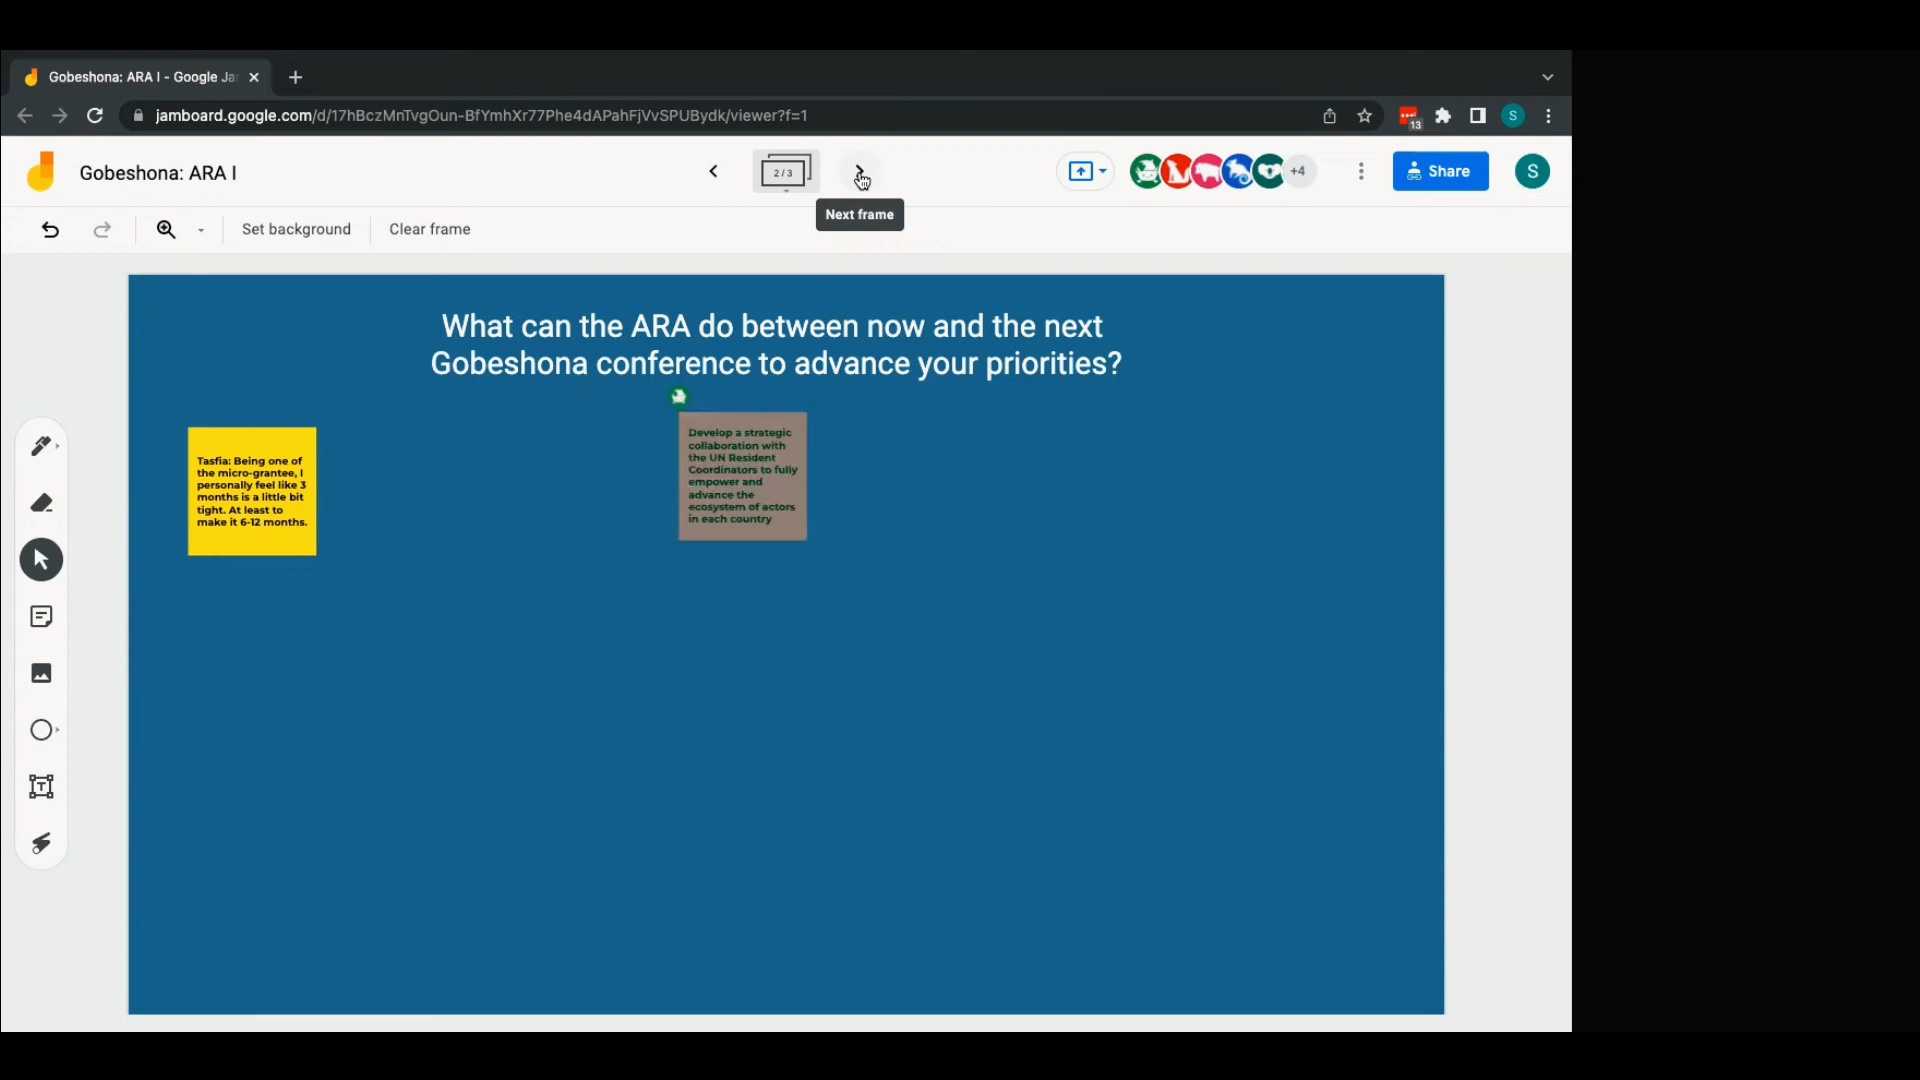 Gobeshona: ARA I - Google Ja
jamboard.google.com/d/17hBczMnTvgOun-BfYmhXr77Phe4dAPahFjVvSPUBydk/viewer?f=1
13
S
Gobeshona: ARA I
2 / 3
+4
Share
S
Next frame
Set background
Clear frame
What can the ARA do between now and the next
Gobeshona conference to advance your priorities?
Tasfia: Being one of
the micro-grantee, I
personally feel like 3
months is a little bit
tight. At least to
make it 6-12 months.
Develop a strategic
collaboration with
the UN Resident
Coordinators to fully
empower and
advance the
ecosystem of actors
in each country